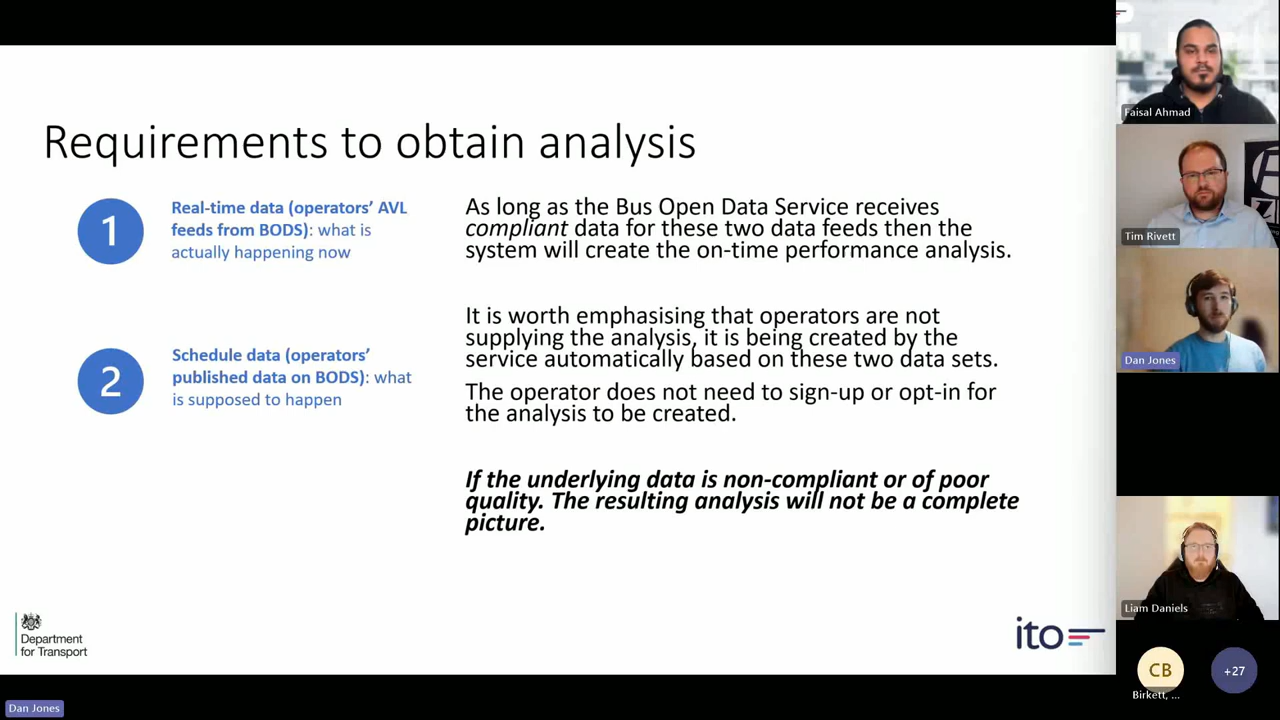 Requirements to obtain analysis
1
Real-time data (operators' AVL
feeds from BODS): what is
actually happening now
2
Schedule data (operators'
published data on BODS): what
is supposed to happen
As long as the Bus Open Data Service receives
compliant data for these two data feeds then the
system will create the on-time performance analysis.
It is worth emphasising that operators are not
supplying the analysis, it is being created by the
service automatically based on these two data sets.
The operator does not need to sign-up or opt-in for
the analysis to be created.
If the underlying data is non-compliant or of poor
quality. The resulting analysis will not be a complete
picture.
Department
for Transport
ito
Faisal Ahmad
Tim Rivett
Dan Jones
Liam Daniels
CB
Birkett, ...
+27
Dan Jones